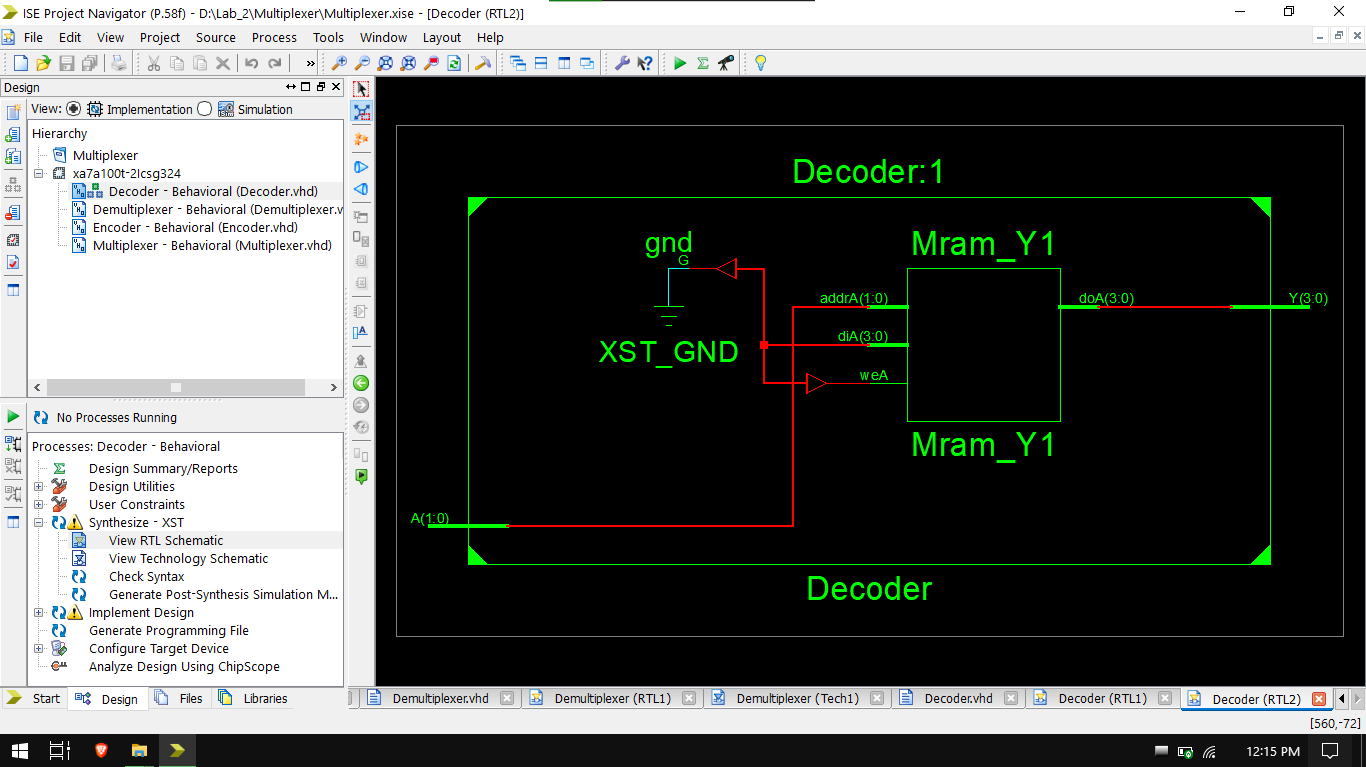 ISE Project Navigator (P.58f) - D:\Lab_2\Multiplexer\Multiplexer.xise - [Decoder (RTL2)]
File Edit View Project Source Process Tools Window Layout Help
Design
View: Implementation Simulation
Hierarchy
Multiplexer
xa7a100t-2Icsg324
Decoder - Behavioral (Decoder.vhd)
Demultiplexer - Behavioral (Demultiplexer.v
Encoder - Behavioral (Encoder.vhd)
Multiplexer - Behavioral (Multiplexer.vhd)
No Processes Running
Processes: Decoder - Behavioral
Design Summary/Reports
Design Utilities
User Constraints
Synthesize - XST
View RTL Schematic
View Technology Schematic
Check Syntax
Generate Post-Synthesis Simulation M...
Implement Design
Generate Programming File
Configure Target Device
Analyze Design Using ChipScope
Start Design Files Libraries
Decoder:1
gnd
G
XST_GND
Mram_Y1
addrA(1:0)
diA(3:0)
weA
doA(3:0)
Y(3:0)
Mram_Y1
A(1:0)
Decoder
Demultiplexer.vhd Demultiplexer (RTL1) Demultiplexer (Tech1) Decoder.vhd Decoder (RTL1) Decoder (RTL2)
[560,-72]
12:15 PM